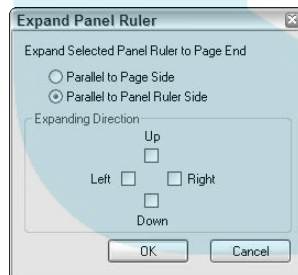 Expand Panel Ruler
Expand Selected Panel Ruler to Page End
Parallel to Page Side
Parallel to Panel Ruler Side
Expanding Direction
Up
Left Right
Down
OK Cancel